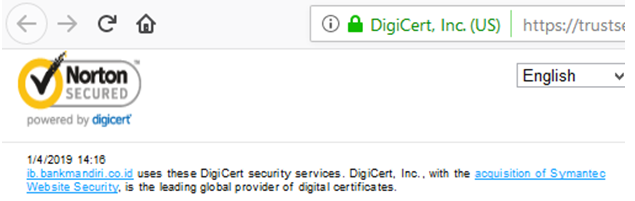 DigiCert, Inc. (US) https://trustse
Norton
SECURED
powered by digicert
English
1/4/2019 14:16
ib.bankmandiri.co.id uses these DigiCert security services. DigiCert, Inc., with the acquisition of Symantec
Website Security, is the leading global provider of digital certificates.